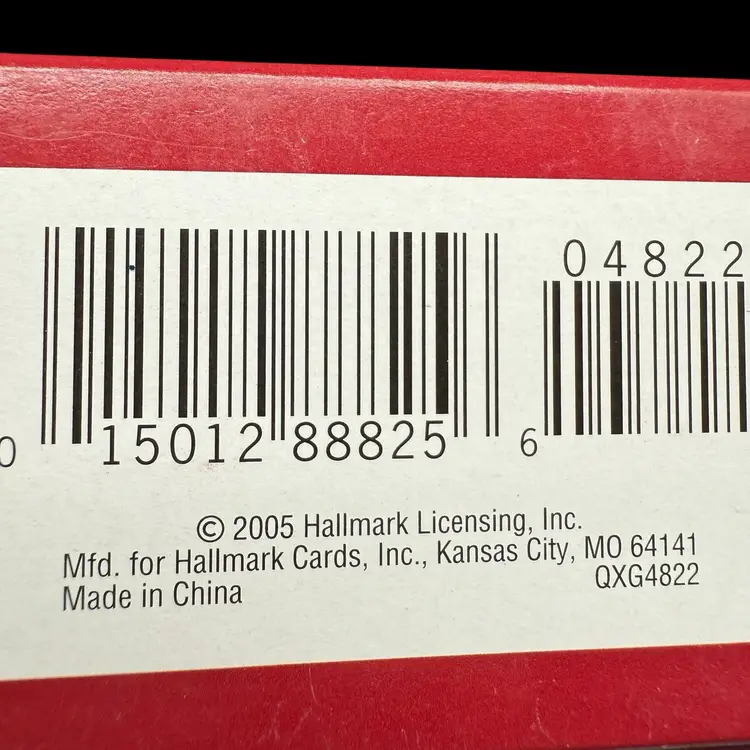 04822
0 15012 88825 6
© 2005 Hallmark Licensing, Inc.
Mfd. for Hallmark Cards, Inc., Kansas City, MO 64141
QXG4822
Made in China